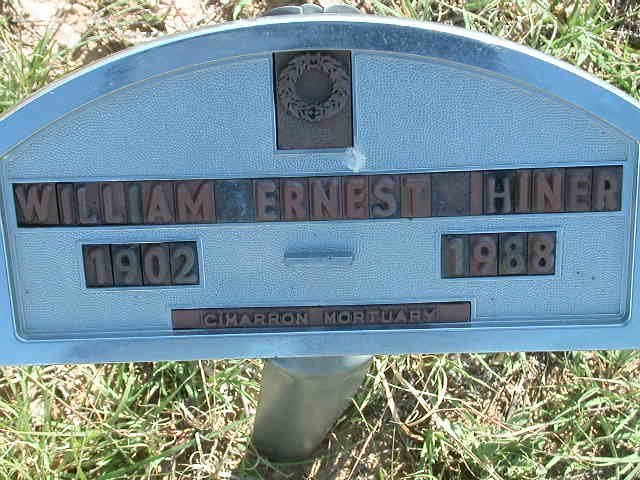 WILLIAM ERNEST HINER
1902 1988
CIMARRON MORTUARY